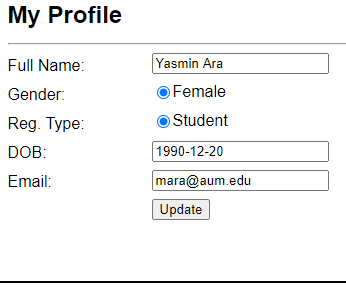 My Profile
Full Name: Yasmin Ara
Gender: Female
Reg. Type: Student
DOB: 1990-12-20
Email: mara@aum.edu
Update